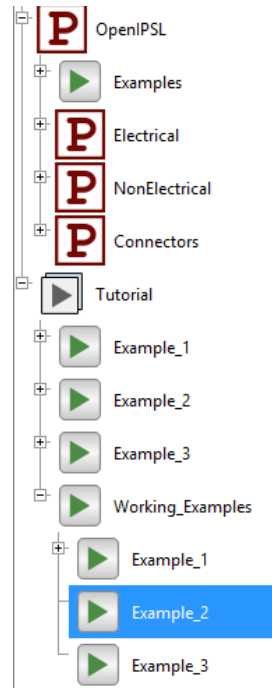 P OpenIPSL
Examples
P Electrical
P NonElectrical
P Connectors
Tutorial
Example_1
Example_2
Example_3
Working_Examples
Example_1
Example_2
Example_3